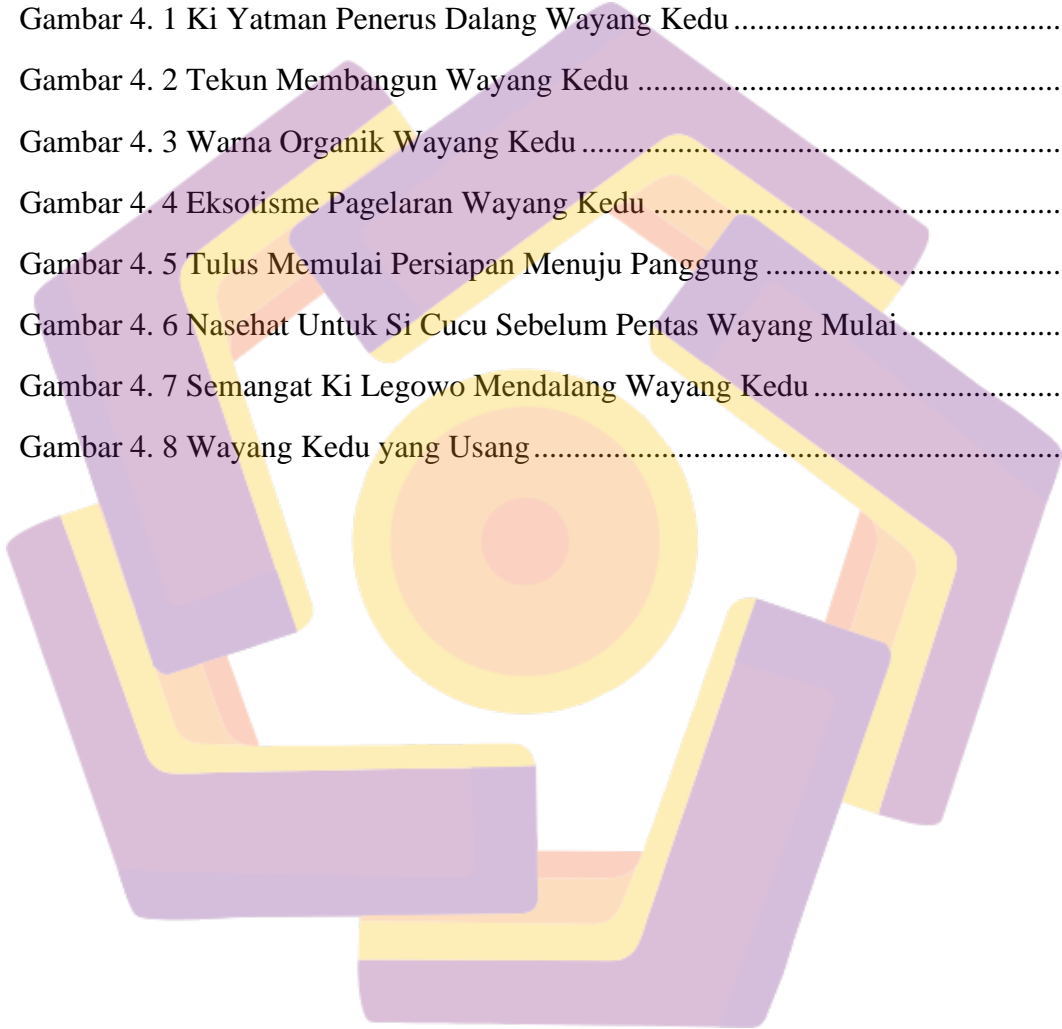 Gambar 4. 1 Ki Yatman Penerus Dalang Wayang Kedu........................................
Gambar 4. 2 Tekun Membangun Wayang Kedu ....................................................
Gambar 4. 3 Warna Organik Wayang Kedu...........................................................
Gambar 4. 4 Eksotisme Pagelaran Wayang Kedu ..................................................
Gambar 4. 5 Tulus Memulai Persiapan Menuju Panggung ....................................
Gambar 4. 6 Nasehat Untuk Si Cucu Sebelum Pentas Wayang Mulai...................
Gambar 4. 7 Semangat Ki Legowo Mendalang Wayang Kedu..............................
Gambar 4. 8 Wayang Kedu yang Usang.................................................................